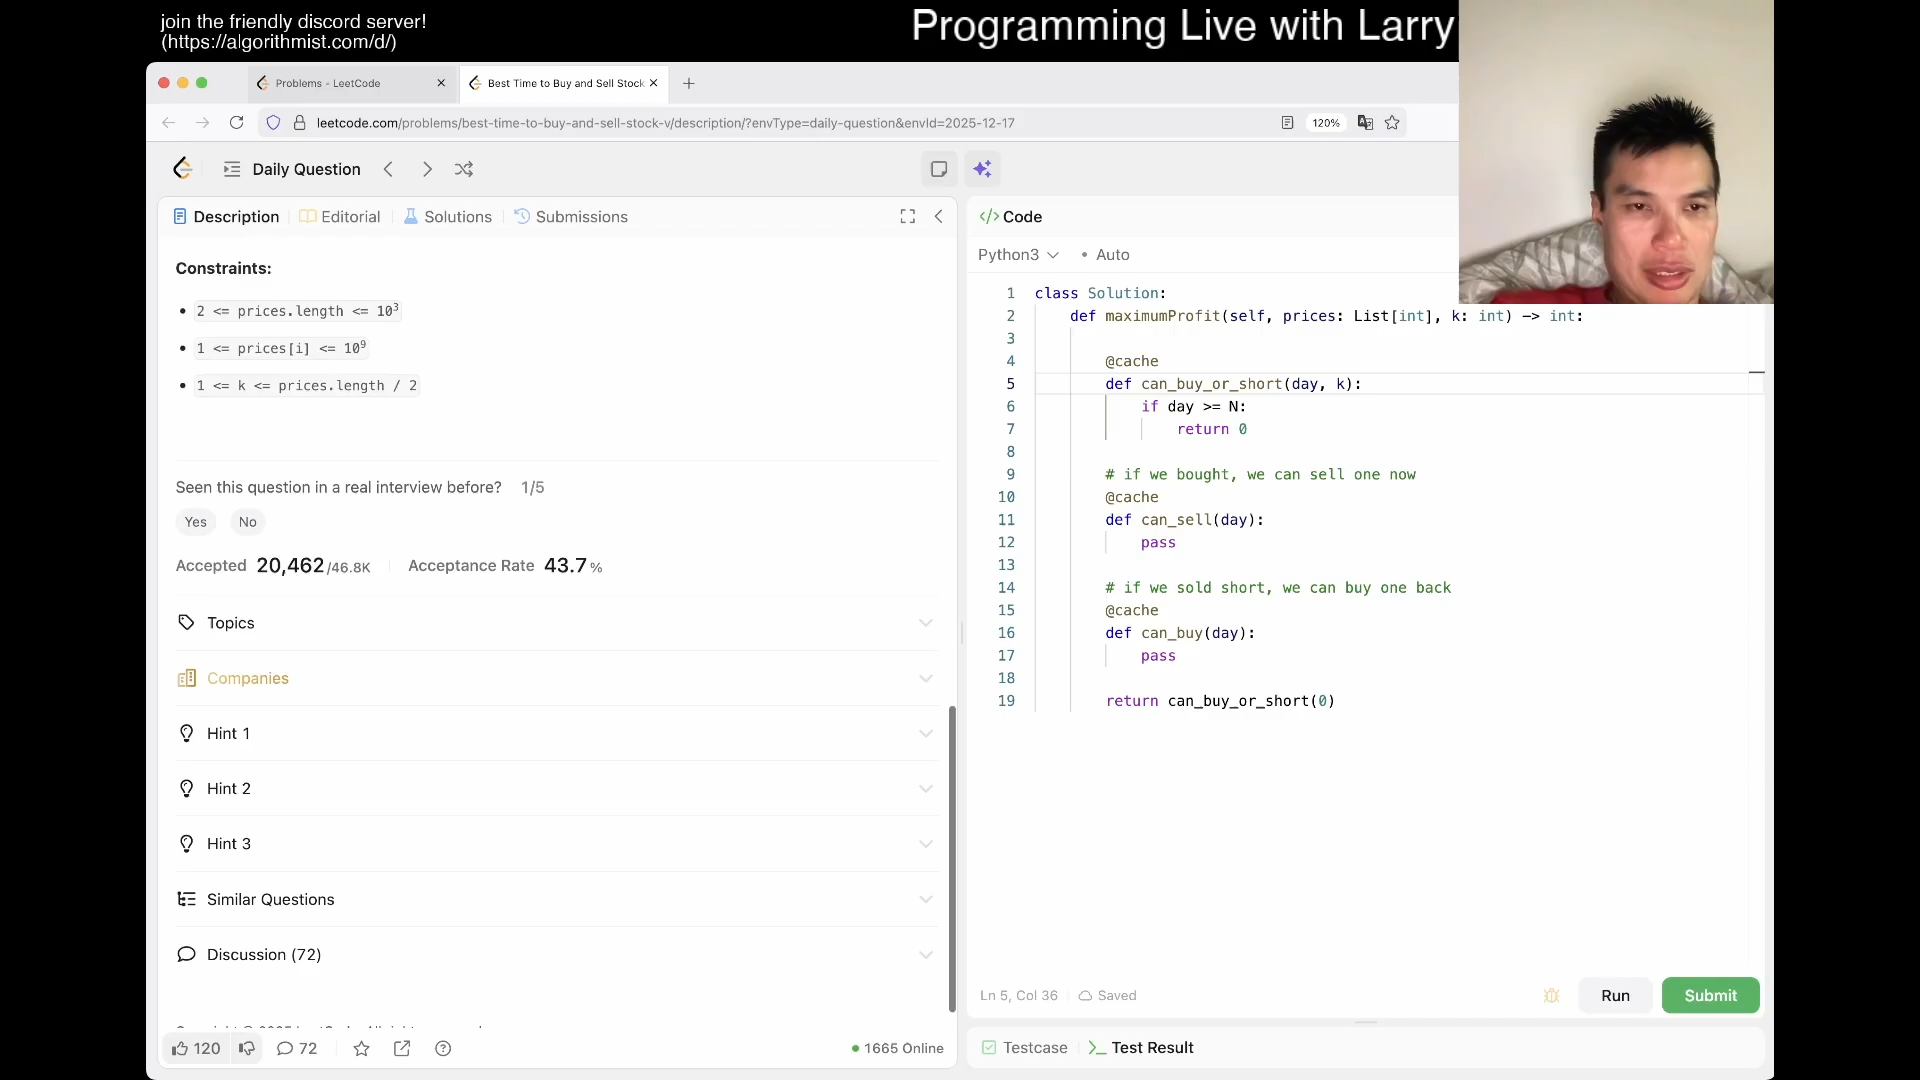 join the friendly discord server!
(https://algorithmist.com/d/)
Programming Live with Larry
Problems - LeetCode
Best Time to Buy and Sell Stock
leetcode.com/problems/best-time-to-buy-and-sell-stock-v/description/?envType=daily-question&envId=2025-12-17
120%
Daily Question
Description
Editorial
Solutions
Submissions
Constraints:
• 2 <= prices.length <= 10³
• 1 <= prices[i] <= 10⁹
• 1 <= k <= prices.length / 2
Seen this question in a real interview before? 1/5
Yes
No
Accepted 20,462/46.8K
Acceptance Rate 43.7 %
Topics
Companies
Hint 1
Hint 2
Hint 3
Similar Questions
Discussion (72)
120
72
1665 Online
</> Code
Python3
• Auto
1 class Solution:
2 def maximumProfit(self, prices: List[int], k: int) -> int:
3
4 @cache
5 def can_buy_or_short(day, k):
6 if day >= N:
7 return 0
8
9 # if we bought, we can sell one now
10 @cache
11 def can_sell(day):
12 pass
13
14 # if we sold short, we can buy one back
15 @cache
16 def can_buy(day):
17 pass
18
19 return can_buy_or_short(0)
Ln 5, Col 36
Saved
Run
Submit
Testcase
Test Result